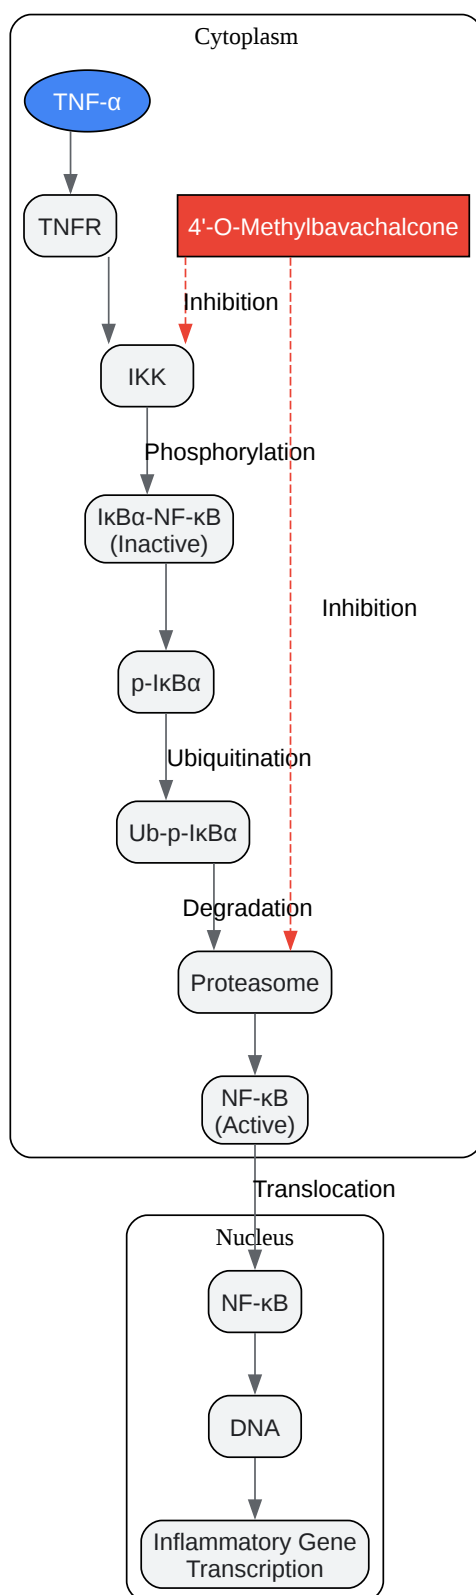 Cytoplasm
TNF-α
TNFR
4'-O-Methylbavachalcone
Inhibition
IKK
Phosphorylation
IκBα-NF-κB
(Inactive)
Inhibition
p-IκBα
Ubiquitination
Ub-p-IκBα
Degradation
Proteasome
NF-κB
(Active)
Translocation
Nucleus
NF-κB
DNA
Inflammatory Gene
Transcription